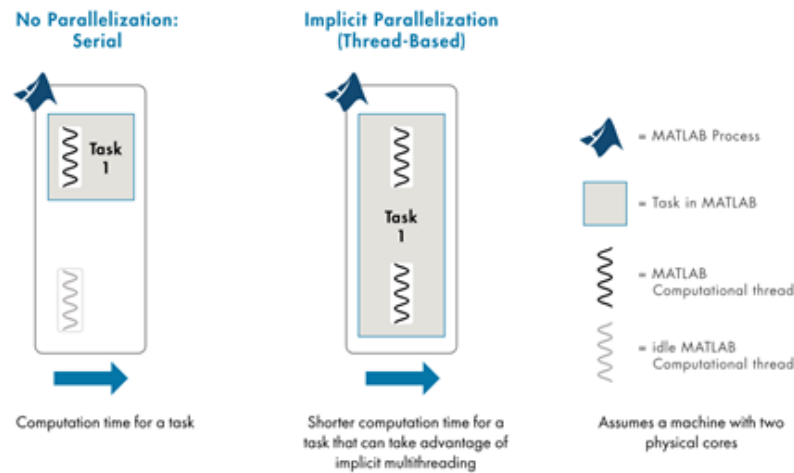 No Parallelization:
Serial
Task
1
Computation time for a task
Implicit Parallelization
(Thread-Based)
Task
1
Shorter computation time for a
task that can take advantage of
implicit multithreading
= MATLAB Process
= Task in MATLAB
= MATLAB
Computational thread
= idle MATLAB
Computational thread
Assumes a machine with two
physical cores